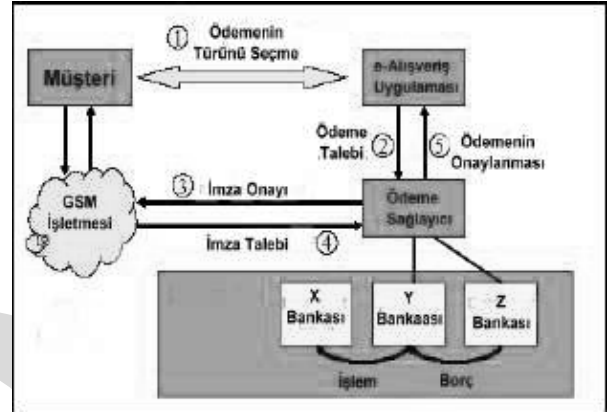 ① Ödemenin
Türünü Seçme
Müşteri
e-Alışveriş
Uygulaması
Ödeme ②
Talebi
⑤ Ödemenin
Onaylanması
③ İmza Onayı
GSM
İşletmesi
Ödeme
Sağlayıcı
İmza Talebi ④
X
Bankası
Y
Bankaası
Z
Bankası
İşlem
Borç